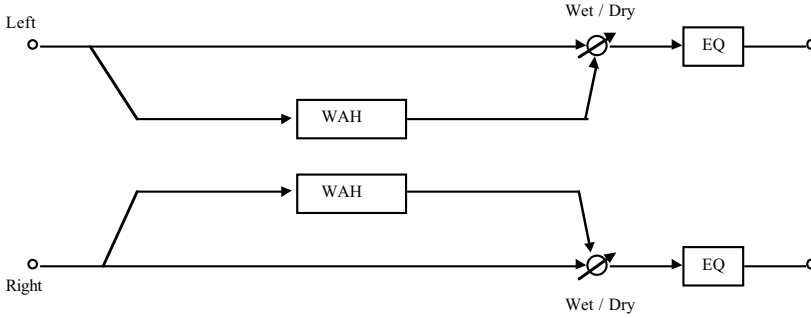 Wet / Dry
Left
EQ
WAH
WAH
EQ
Right
Wet / Dry